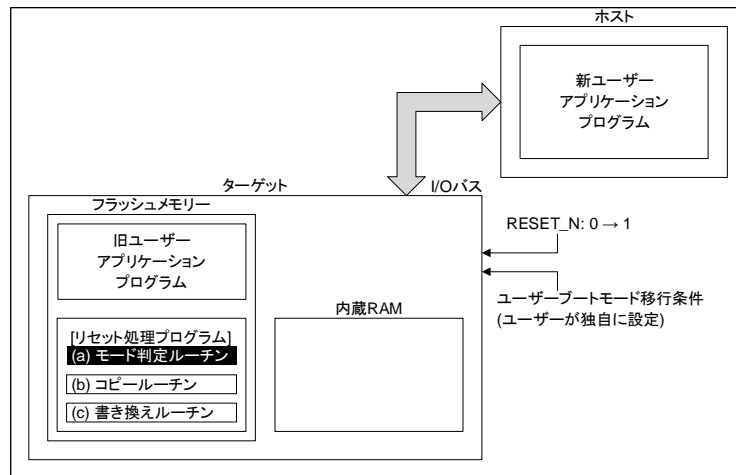 ホスト
新ユーザー
アプリケーション
プログラム
ターゲット
I/Oバス
フラッシュメモリー
旧ユーザー
アプリケーション
プログラム
RESET_N: 0 → 1
ユーザーブートモード移行条件
(ユーザーが独自に設定)
内蔵RAM
[リセット処理プログラム]
(a) モード判定ルーチン
(b) コピールーチン
(c) 書き換えルーチン